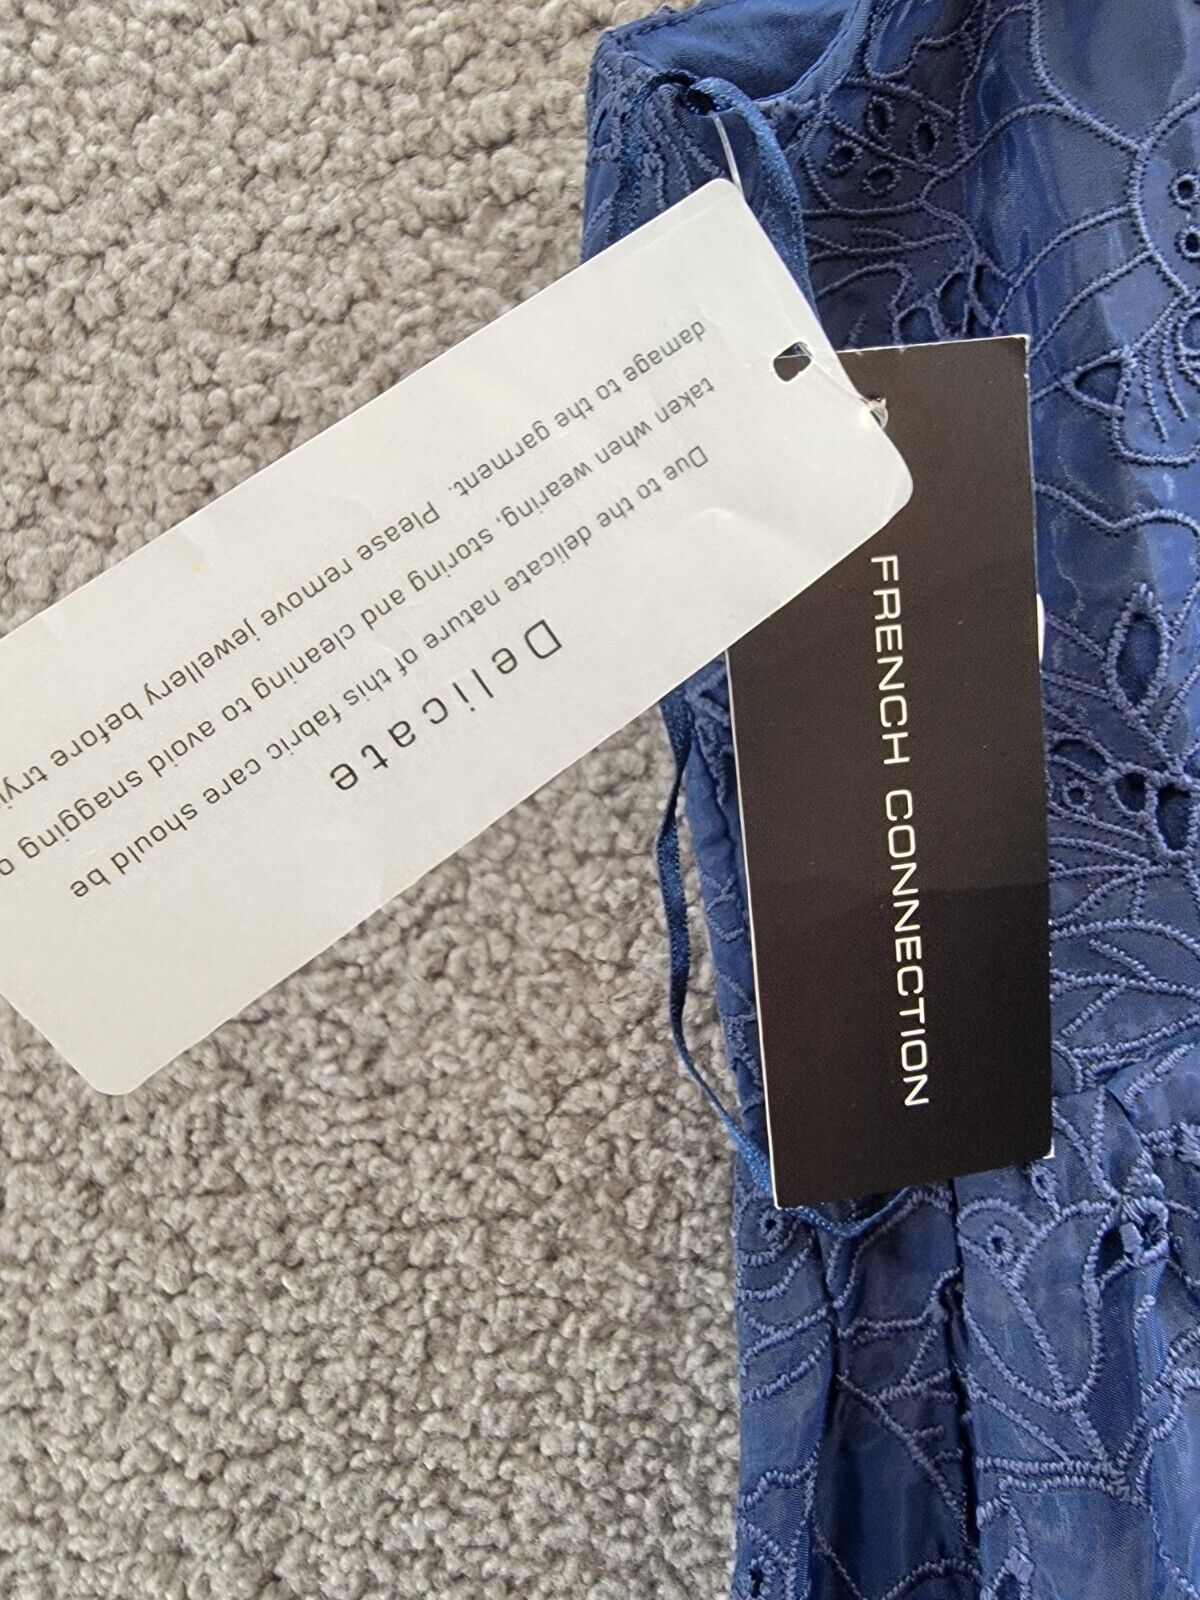 Delicate
Due to the delicate nature of this fabric care should be
taken when wearing, storing and cleaning to avoid snagging
damage to the garment. Please remove jewellery before
FRENCH CONNECTION